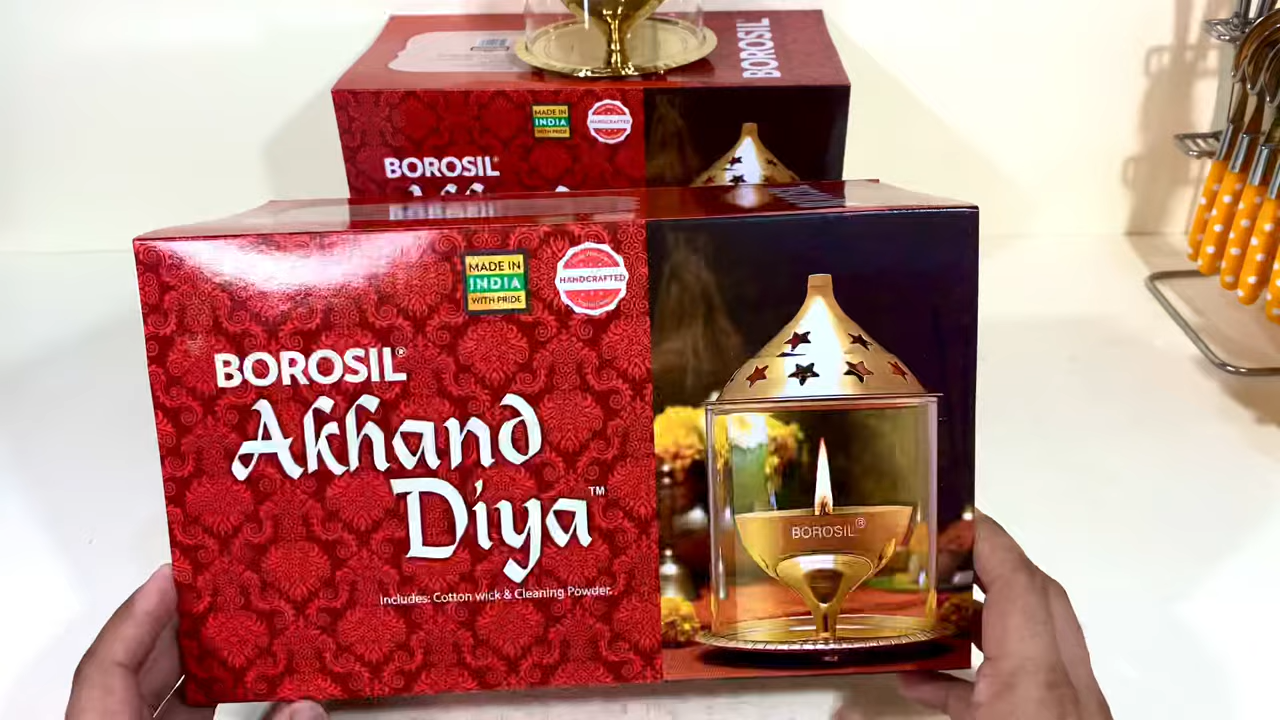 BOROSIL
MADE IN
INDIA
WITH PRIDE
HANDCRAFTED
BOROSIL®
MADE IN
INDIA
WITH PRIDE
HANDCRAFTED
BOROSIL®
Akhand
Diya™
Includes: Cotton wick & Cleaning Powder.
BOROSIL®